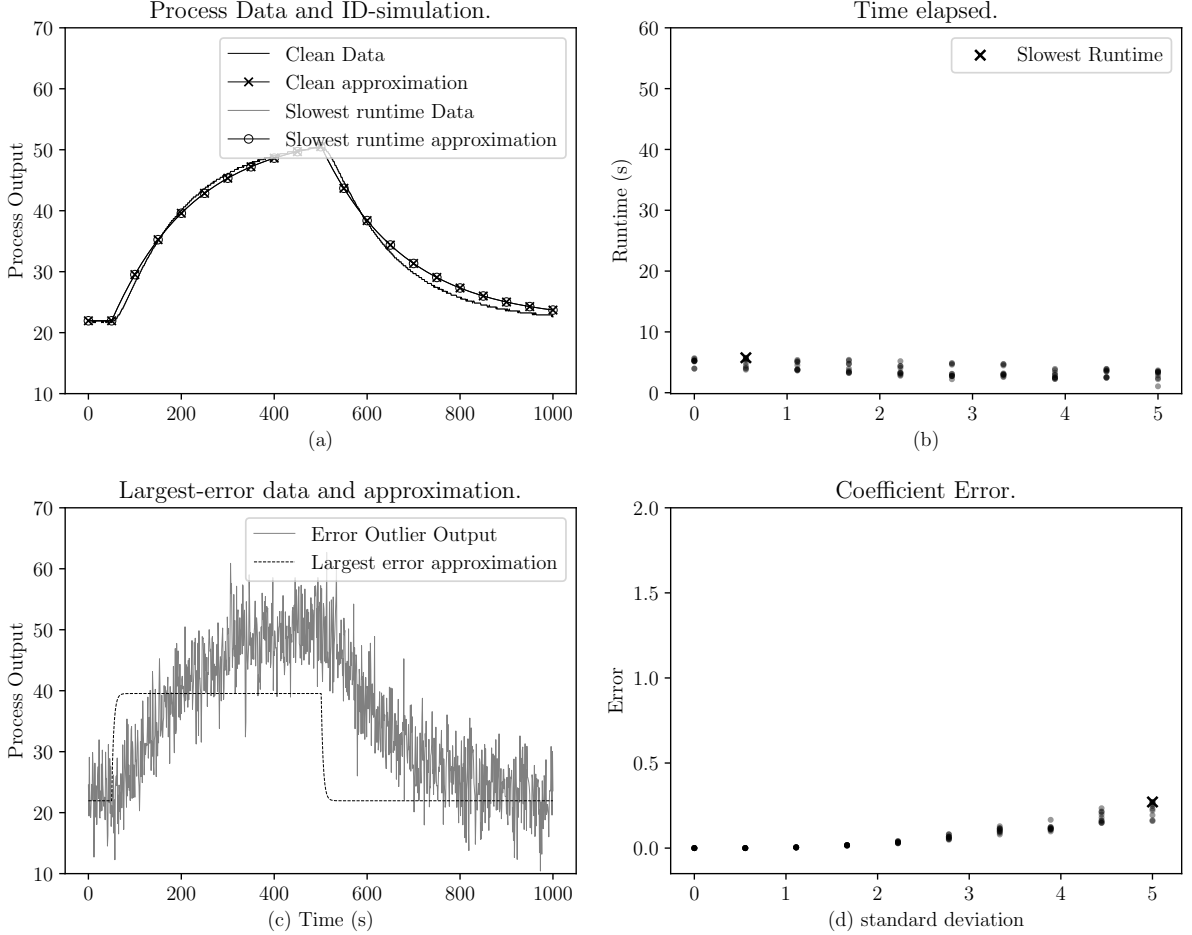 Process Data and ID-simulation.
70
60
50
40
30
20
10
Process Output
Clean Data
Clean approximation
Slowest runtime Data
Slowest runtime approximation
0 200 400 600 800 1000
(a)
Time elapsed.
60
50
40
30
20
10
0
Runtime (s)
Slowest Runtime
0 1 2 3 4 5
(b)
Largest-error data and approximation.
70
60
50
40
30
20
10
Process Output
Error Outlier Output
Largest error approximation
0 200 400 600 800 1000
(c) Time (s)
Coefficient Error.
2.0
1.5
1.0
0.5
0.0
Error
0 1 2 3 4 5
(d) standard deviation